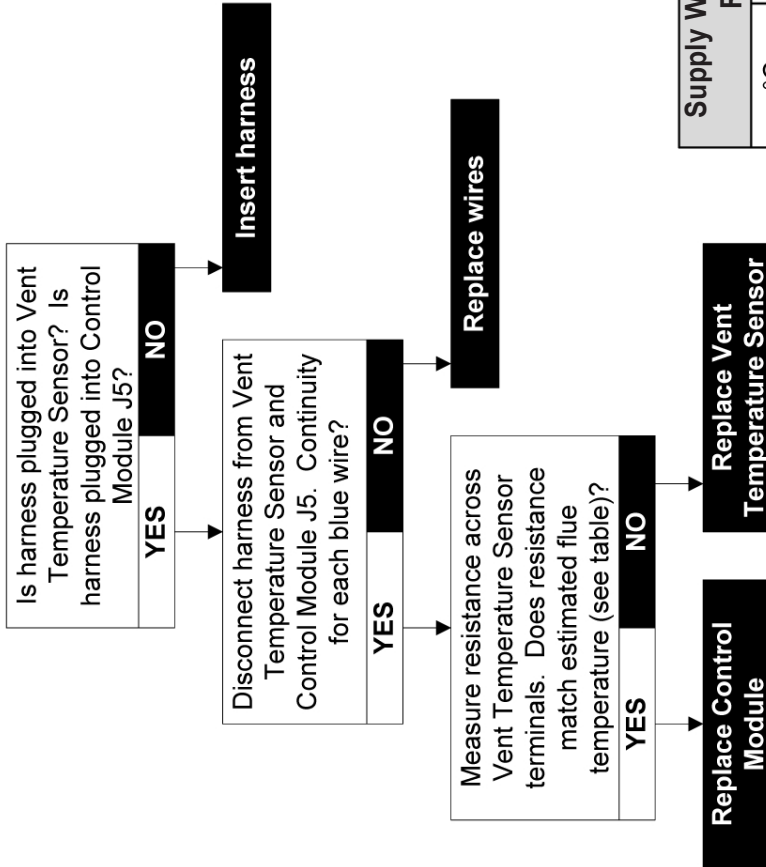 Is harness plugged into Vent
Temperature Sensor? Is
harness plugged into Control
Module J5?
YES
NO
Insert harness
Disconnect harness from Vent
Temperature Sensor and
Control Module J5. Continuity
for each blue wire?
YES
NO
Replace wires
Measure resistance across
Vent Temperature Sensor
terminals. Does resistance
match estimated flue
temperature (see table)?
YES
NO
Replace Control
Module
Replace Vent
Temperature Sensor
Supply W